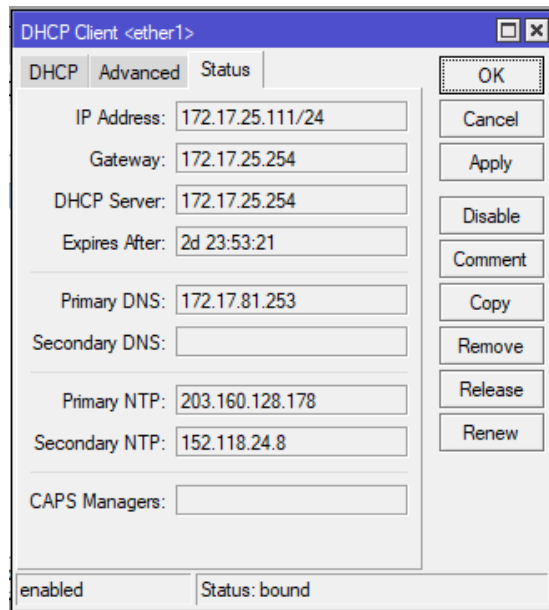 DHCP Client <ether1>
DHCP Advanced Status
IP Address: 172.17.25.111/24
Gateway: 172.17.25.254
DHCP Server: 172.17.25.254
Expires After: 2d 23:53:21
Primary DNS: 172.17.81.253
Secondary DNS:
Primary NTP: 203.160.128.178
Secondary NTP: 152.118.24.8
CAPS Managers:
OK
Cancel
Apply
Disable
Comment
Copy
Remove
Release
Renew
enabled Status: bound